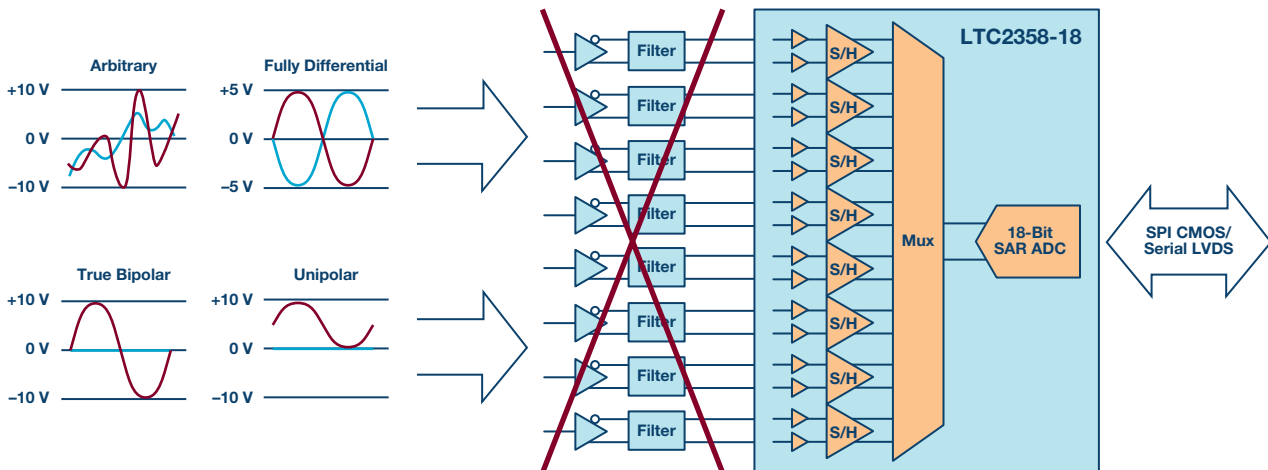 Arbitrary
+10 V
0 V
−10 V
Fully Differential
+5 V
0 V
−5 V
True Bipolar
+10 V
0 V
−10 V
Unipolar
+10 V
0 V
−10 V
Filter
Filter
Filter
Filter
Filter
Filter
Filter
Filter
LTC2358-18
S/H
S/H
S/H
S/H
S/H
S/H
S/H
S/H
Mux
18-Bit
SAR ADC
SPI CMOS/
Serial LVDS